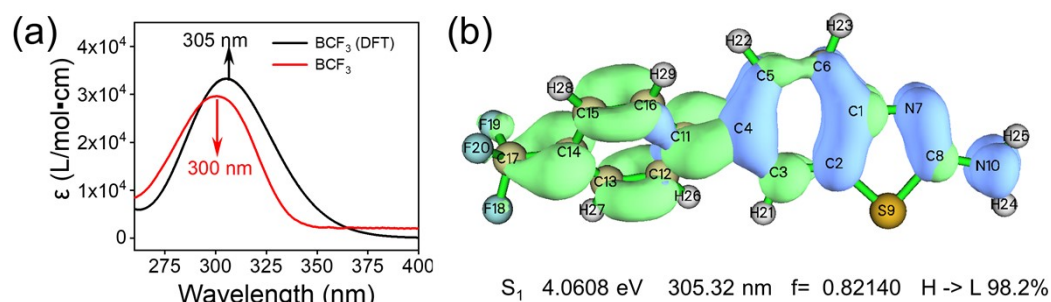 (a)
305 nm
BCF₃ (DFT)
BCF₃
300 nm
ε (L/mol•cm)
4x10⁴
3x10⁴
2x10⁴
1x10⁴
0
275 300 325 350 375 400
Wavelength (nm)
(b)
H23
H22
C6
C5
H29
H28
C16
C15
C1
N7
F19
C11
C4
H25
F20
C17
C14
C2
C8
N10
C13
C12
C3
H24
F18
H26
S9
H27
H21
S₁ 4.0608 eV 305.32 nm f= 0.82140 H -> L 98.2%